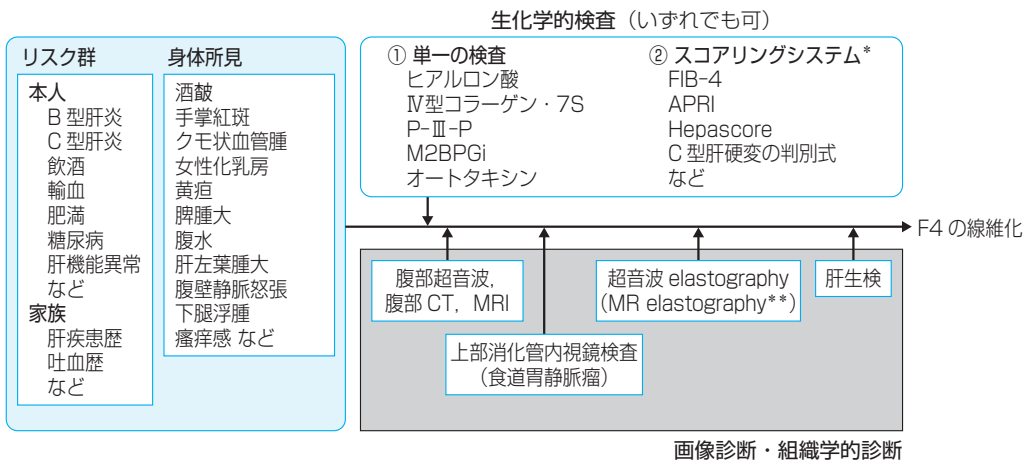 生化学的検査（いずれでも可）
リスク群
本人
B型肝炎
C型肝炎
飲酒
輸血
肥満
糖尿病
肝機能異常
など
家族
肝疾患歴
吐血歴
など
身体所見
酒皶
手掌紅斑
クモ状血管腫
女性化乳房
黄疸
脾腫大
腹水
肝左葉腫大
腹壁静脈怒張
下腿浮腫
瘙痒感 など
① 単一の検査
ヒアルロン酸
Ⅳ型コラーゲン・7S
P-Ⅲ-P
M2BPGi
オートタキシン
② スコアリングシステム*
FIB-4
APRI
Hepascore
C型肝硬変の判別式
など
F4の線維化
腹部超音波，
腹部CT，MRI
上部消化管内視鏡検査
（食道胃静脈瘤）
超音波 elastography
（MR elastography**）
肝生検
画像診断・組織学的診断